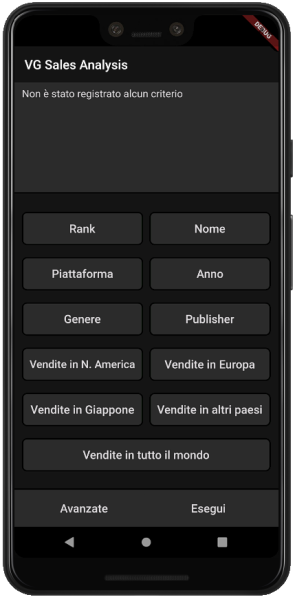 DEBUG
VG Sales Analysis
Non è stato registrato alcun criterio
Rank
Nome
Piattaforma
Anno
Genere
Publisher
Vendite in N. America
Vendite in Europa
Vendite in Giappone
Vendite in altri paesi
Vendite in tutto il mondo
Avanzate
Esegui